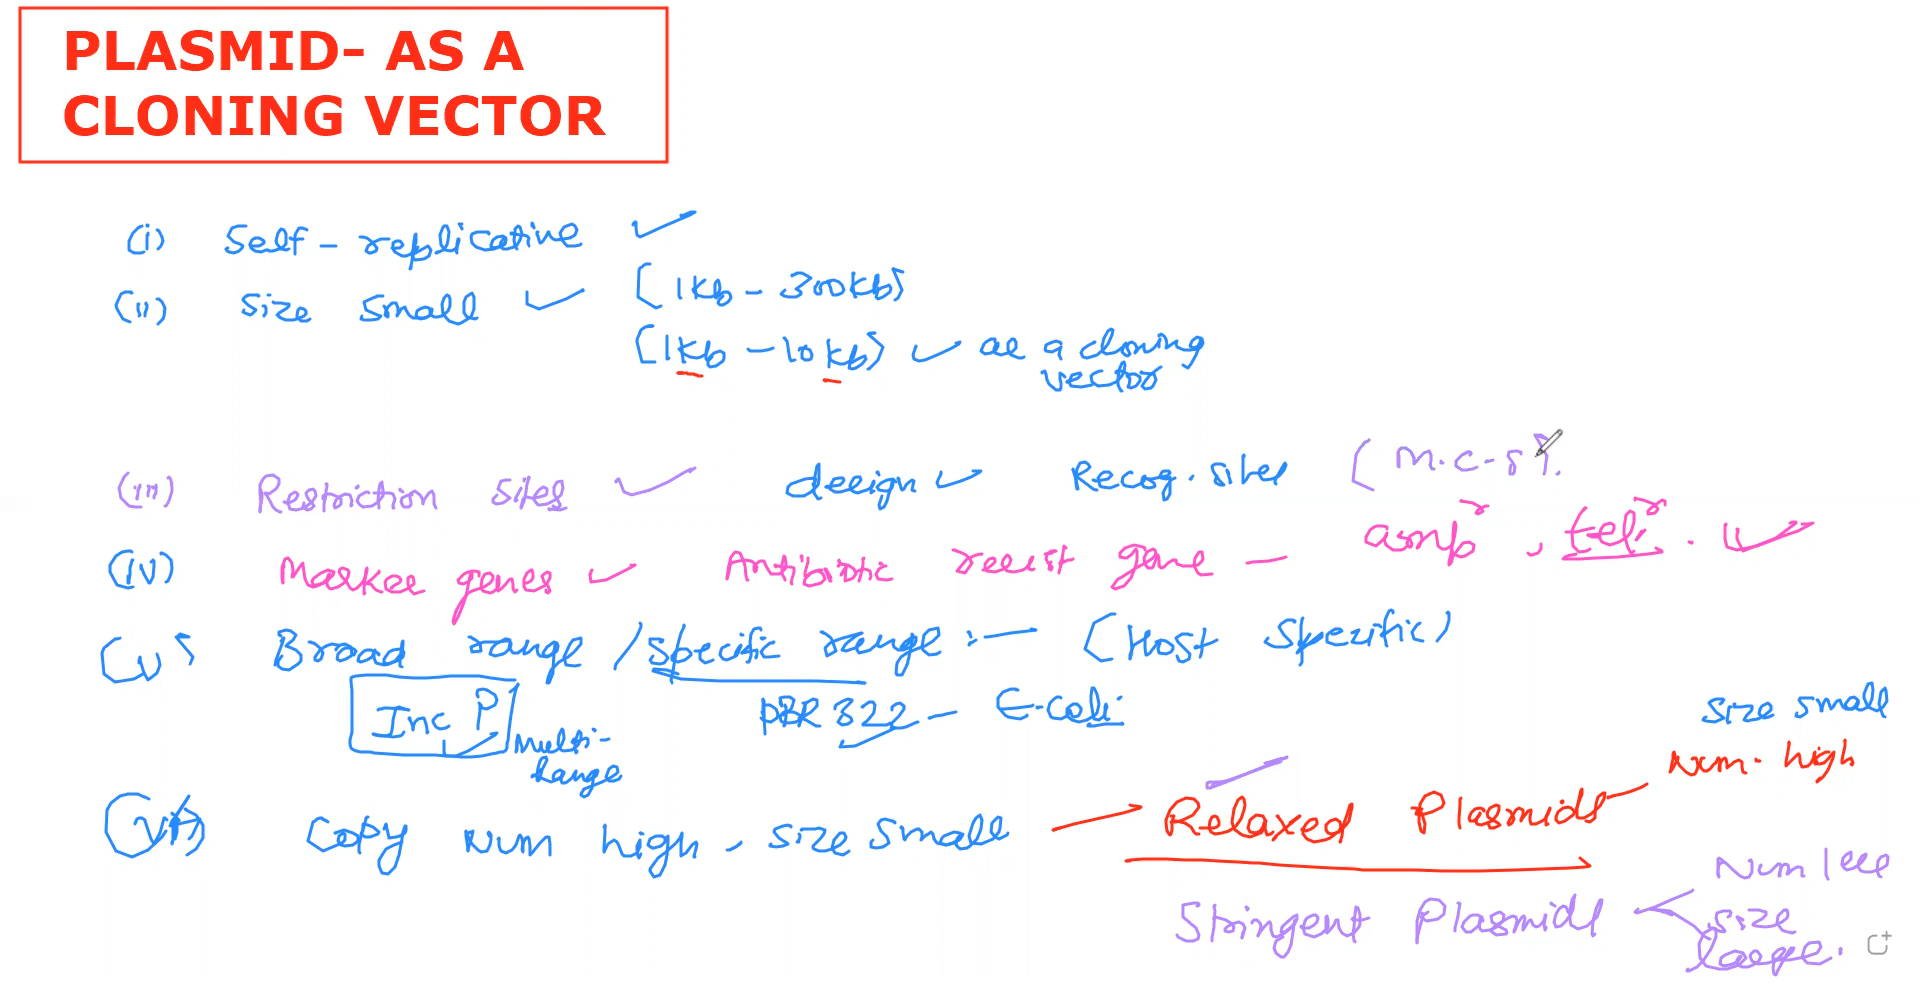 PLASMID- AS A
CLONING VECTOR
(i) Self - replicative ✓
(ii) Size small ✓ [1kb - 300kb]
[1kb - 10kb] ✓ as a cloning
vector
(iii) Restriction sites ✓ design ✓ Recog. sites (M.C.S).
(iv) Marker genes ✓ Antibiotic resist gene - amp^r, tet^r. ✓
(v) Broad range / specific range :- (Host Specific)
Inc P pBR 322 - E-coli
Multi-
range
(vi) Copy Num high, size small → Relaxed Plasmids
Size small
Num. high
Stringent Plasmids
Num less
size
large.